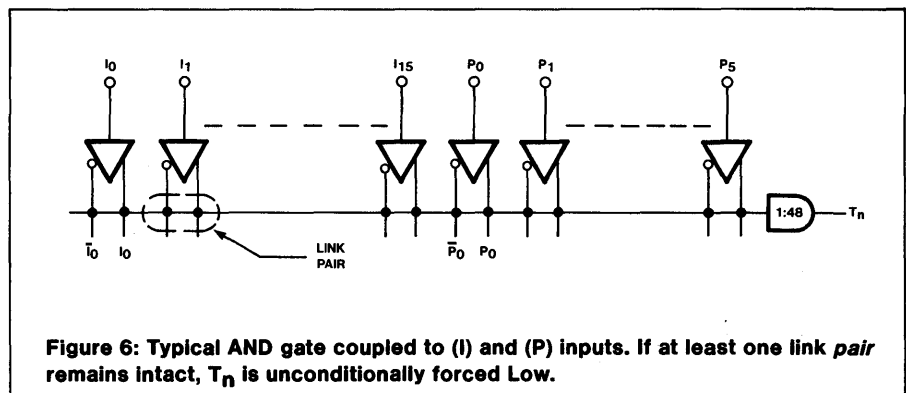 I0 I1 I15 P0 P1 P5
1:48 Tn
I̅0 I0 LINK PAIR P̅0 P0
Figure 6: Typical AND gate coupled to (I) and (P) inputs. If at least one link pair
remains intact, Tn is unconditionally forced Low.